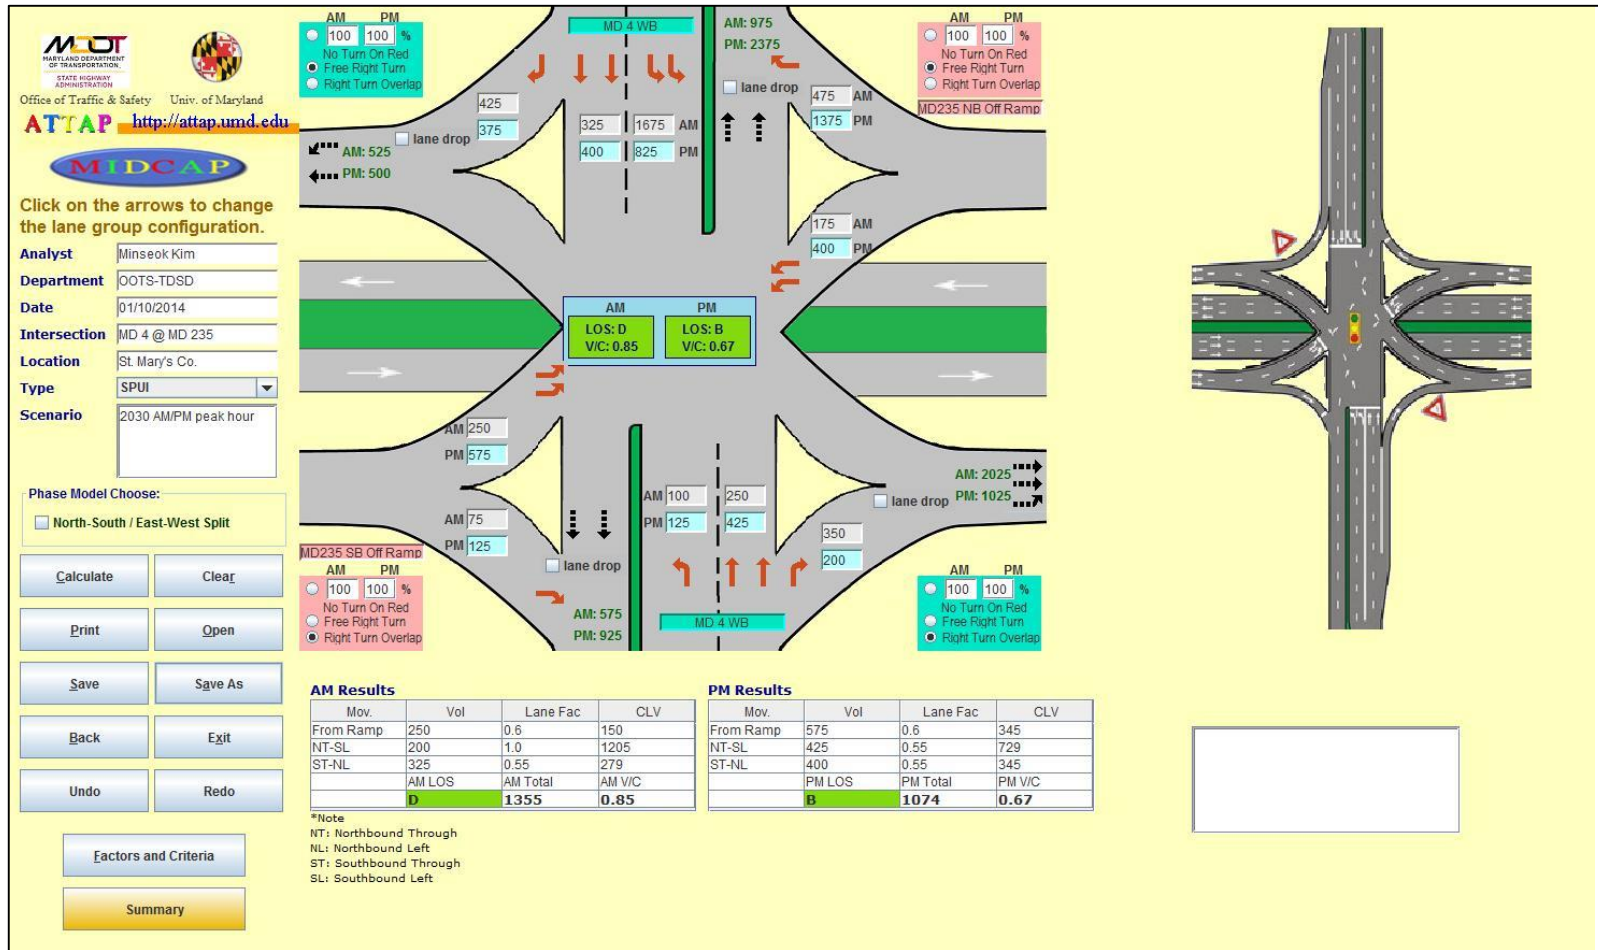 MDOT
MARYLAND DEPARTMENT
OF TRANSPORTATION
STATE HIGHWAY
ADMINISTRATION
Office of Traffic & Safety Univ. of Maryland
ATTAP http://attap.umd.edu
MIDCAP
Click on the arrows to change
the lane group configuration.
Analyst Minseok Kim
Department OOTS-TDSD
Date 01/10/2014
Intersection MD 4 @ MD 235
Location St. Mary's Co.
Type SPUI
Scenario 2030 AM/PM peak hour
Phase Model Choose:
North-South / East-West Split
Calculate Clear
Print Open
Save Save As
Back Exit
Undo Redo
Factors and Criteria
Summary
AM PM
100 100 %
No Turn On Red
Free Right Turn
Right Turn Overlap
MD 4 WB
AM: 975
PM: 2375
lane drop
AM PM
100 100 %
No Turn On Red
Free Right Turn
Right Turn Overlap
MD235 NB Off Ramp
425
375
lane drop
AM: 525
PM: 500
325 1675 AM
400 825 PM
475 AM
1375 PM
175 AM
400 PM
AM PM
LOS: D LOS: B
V/C: 0.85 V/C: 0.67
AM 250
PM 575
AM 75
PM 125
MD235 SB Off Ramp
AM PM
100 100 %
No Turn On Red
Free Right Turn
Right Turn Overlap
lane drop
AM: 575
PM: 925
AM 100 250
PM 125 425
350
200
MD 4 WB
lane drop
AM: 2025
PM: 1025
AM PM
100 100 %
No Turn On Red
Free Right Turn
Right Turn Overlap
AM Results
Mov. Vol Lane Fac CLV
From Ramp 250 0.6 150
NT-SL 200 1.0 1205
ST-NL 325 0.55 279
AM LOS AM Total AM V/C
D 1355 0.85
PM Results
Mov. Vol Lane Fac CLV
From Ramp 575 0.6 345
NT-SL 425 0.55 729
ST-NL 400 0.55 345
PM LOS PM Total PM V/C
B 1074 0.67
*Note
NT: Northbound Through
NL: Northbound Left
ST: Southbound Through
SL: Southbound Left